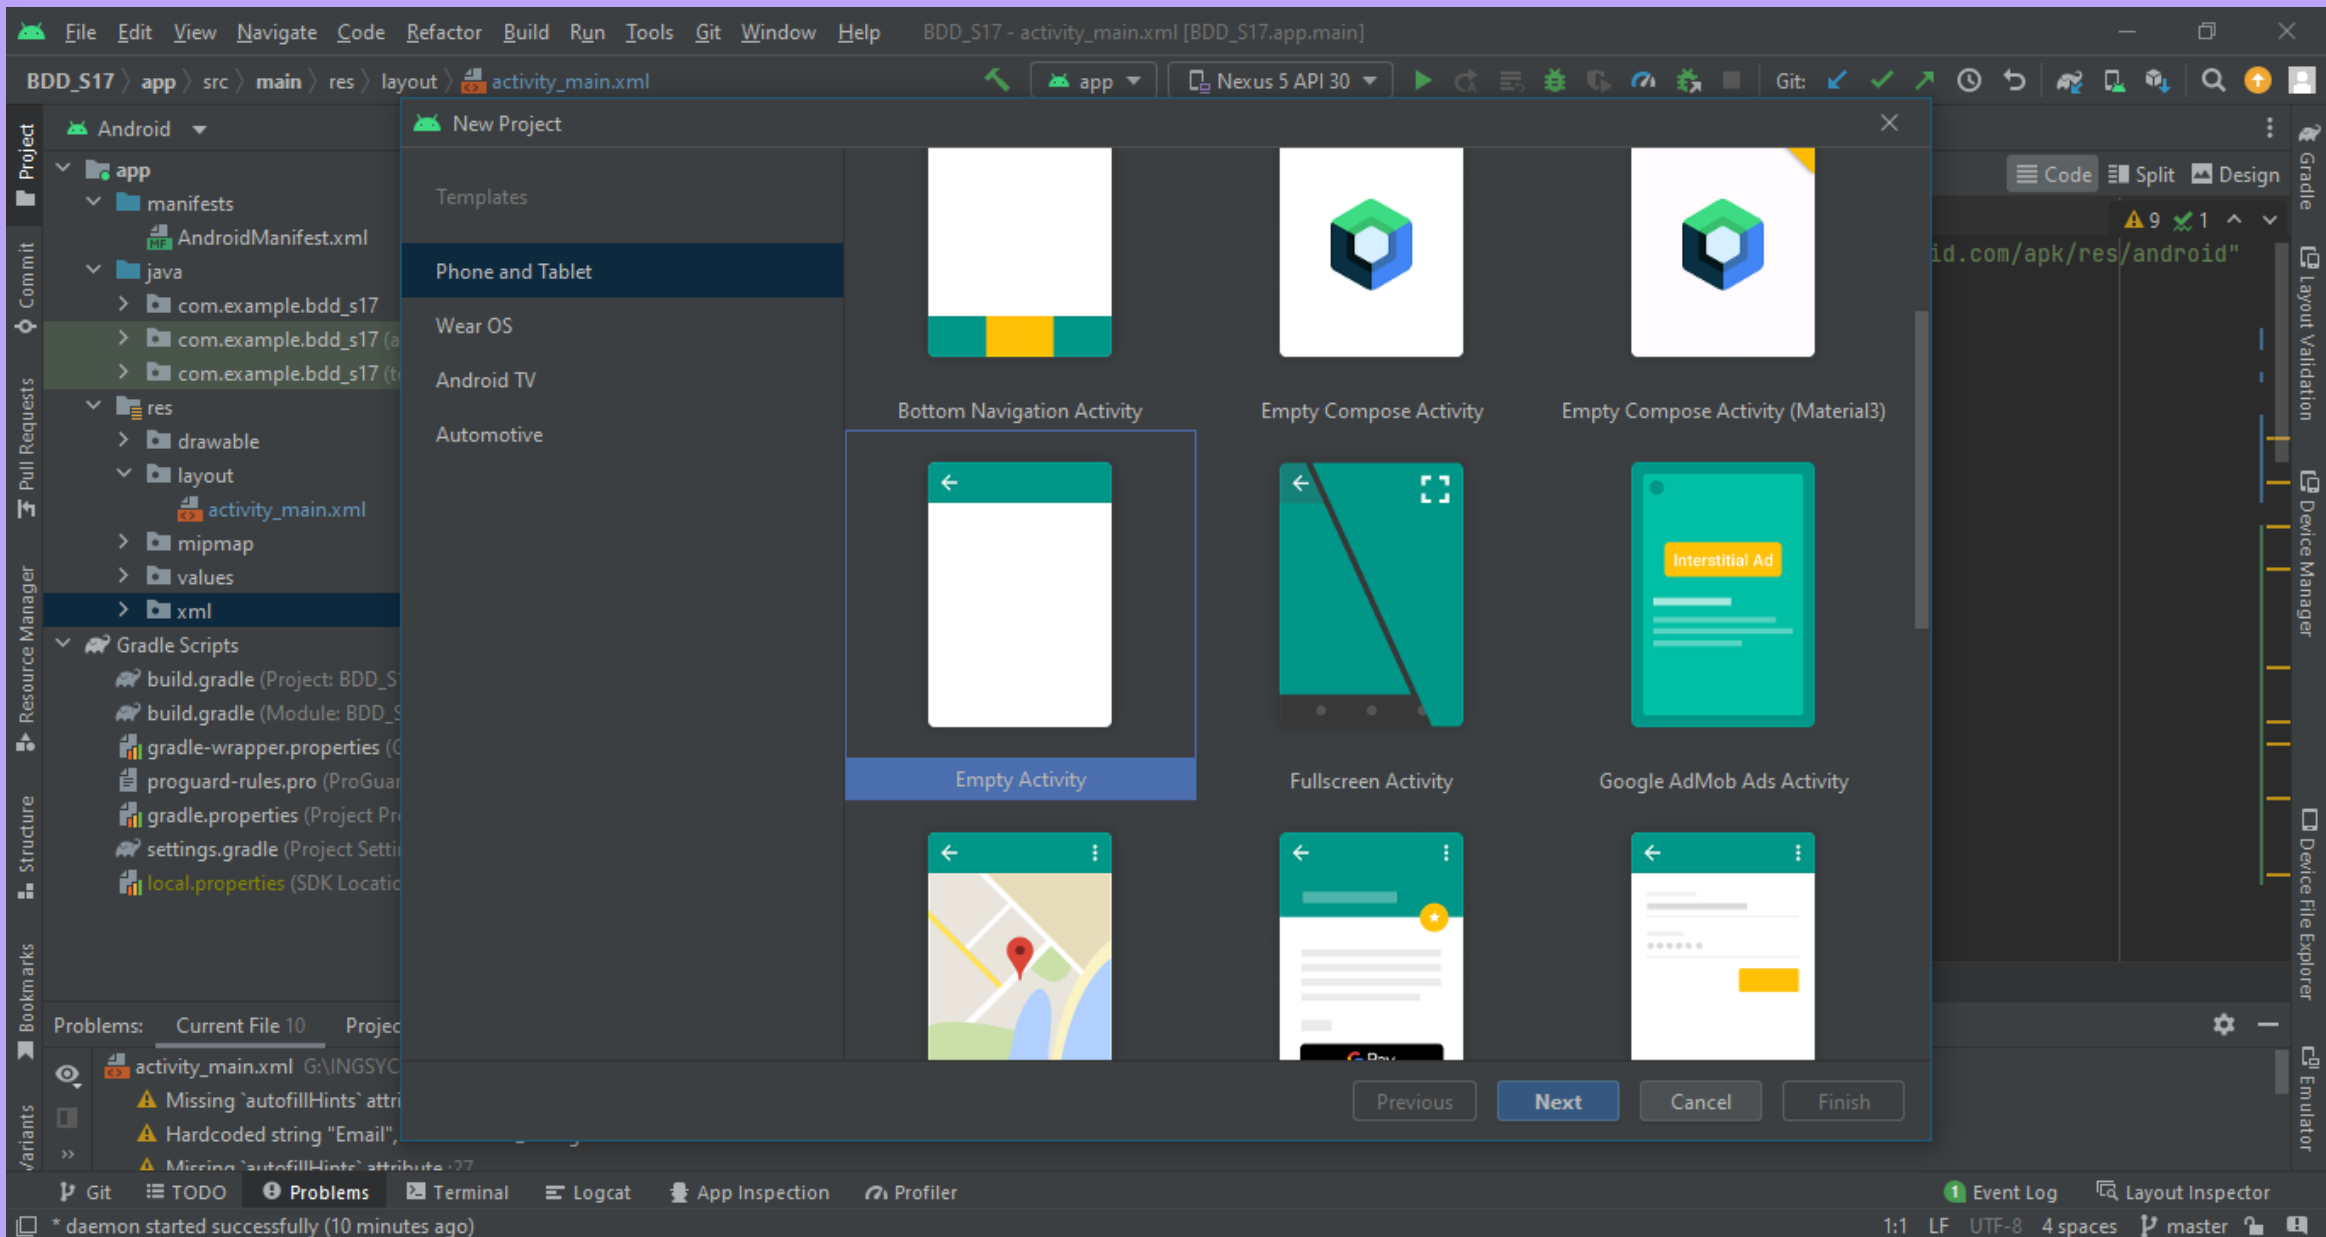 File Edit View Navigate Code Refactor Build Run Tools Git Window Help BDD_S17 - activity_main.xml [BDD_S17.app.main]
BDD_S17 app src main res layout activity_main.xml app Nexus 5 API 30 Git:
Project
Commit
Pull Requests
Resource Manager
Structure
Bookmarks
Android
app
manifests
AndroidManifest.xml
java
com.example.bdd_s17
com.example.bdd_s17 (a
com.example.bdd_s17 (t
res
drawable
layout
activity_main.xml
mipmap
values
xml
Gradle Scripts
build.gradle (Project: BDD_S
build.gradle (Module: BDD_S
gradle-wrapper.properties (G
proguard-rules.pro (ProGuar
gradle.properties (Project Pr
settings.gradle (Project Setti
local.properties (SDK Locatio
New Project
Templates
Phone and Tablet
Wear OS
Android TV
Automotive
Bottom Navigation Activity
Empty Compose Activity
Empty Compose Activity (Material3)
Empty Activity
Fullscreen Activity
Interstitial Ad
Google AdMob Ads Activity
G Pay
Previous Next Cancel Finish
Code Split Design
9 1
id.com/apk/res/android"
Gradle
Layout Validation
Device Manager
Device File Explorer
Emulator
Problems: Current File 10 Projec
activity_main.xml G:\INGSYC
Missing `autofillHints` attri
Hardcoded string "Email",
Missing `autofillHints` attribute :27
Git TODO Problems Terminal Logcat App Inspection Profiler 1 Event Log Layout Inspector
* daemon started successfully (10 minutes ago) 1:1 LF UTF-8 4 spaces master